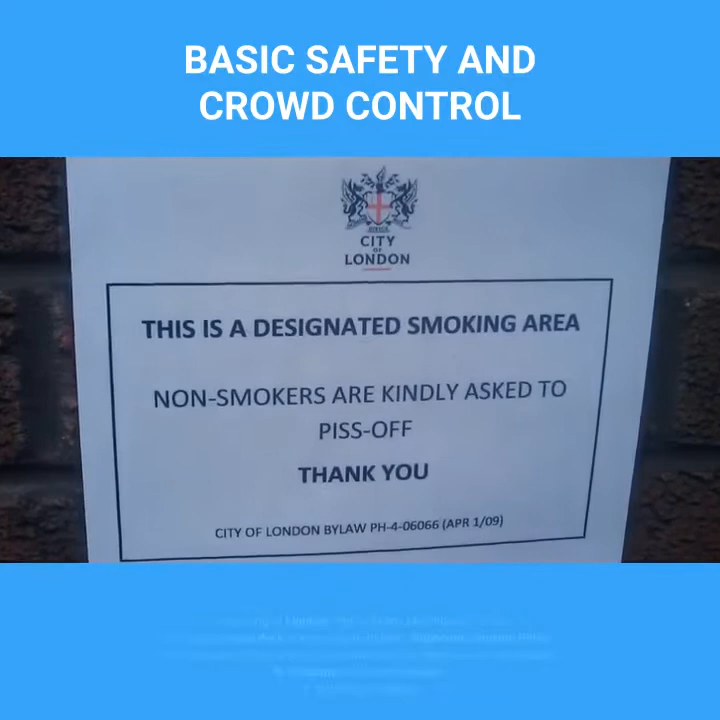 BASIC SAFETY AND
CROWD CONTROL
CITY
OF
LONDON
THIS IS A DESIGNATED SMOKING AREA
NON-SMOKERS ARE KINDLY ASKED TO
PISS-OFF
THANK YOU
CITY OF LONDON BYLAW PH-4-06066 (APR 1/09)